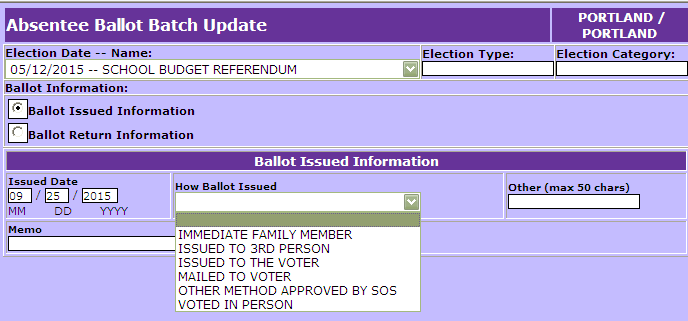 Absentee Ballot Batch Update
PORTLAND /
PORTLAND
Election Date -- Name:
Election Type:
Election Category:
05/12/2015 -- SCHOOL BUDGET REFERENDUM
Ballot Information:
Ballot Issued Information
Ballot Return Information
Ballot Issued Information
Issued Date
How Ballot Issued
Other (max 50 chars)
09 / 25 / 2015
MM DD YYYY
Memo
IMMEDIATE FAMILY MEMBER
ISSUED TO 3RD PERSON
ISSUED TO THE VOTER
MAILED TO VOTER
OTHER METHOD APPROVED BY SOS
VOTED IN PERSON